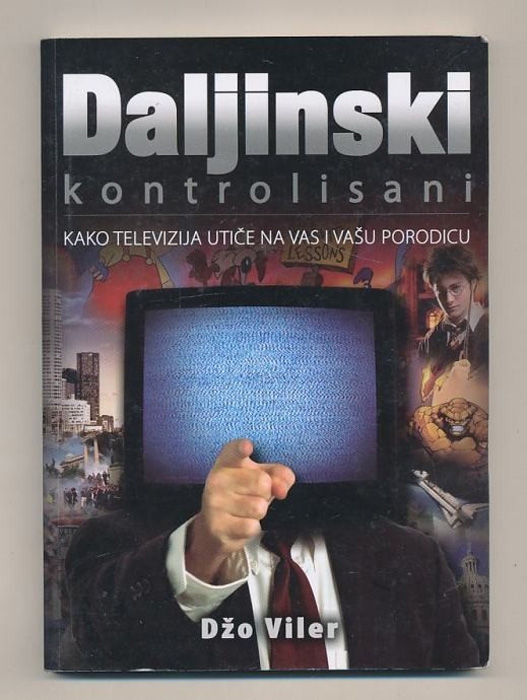 Daljinski
kontrolisani
KAKO TELEVIZIJA UTIČE NA VAS I VAŠU PORODICU
LESSONS
Džo Viler